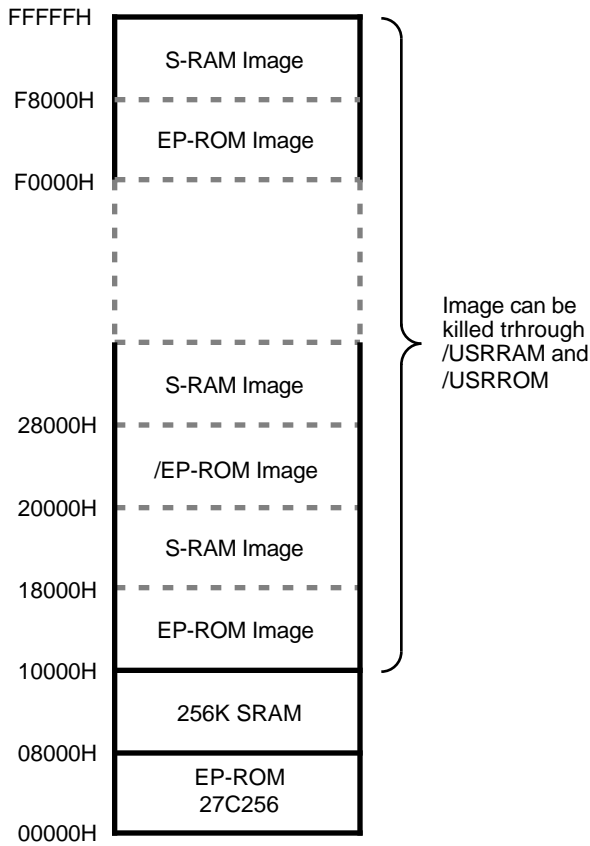 FFFFFH
S-RAM Image
F8000H
EP-ROM Image
F0000H
Image can be
killed trhrough
/USRRAM and
/USRROM
S-RAM Image
28000H
/EP-ROM Image
20000H
S-RAM Image
18000H
EP-ROM Image
10000H
256K SRAM
08000H
EP-ROM
27C256
00000H